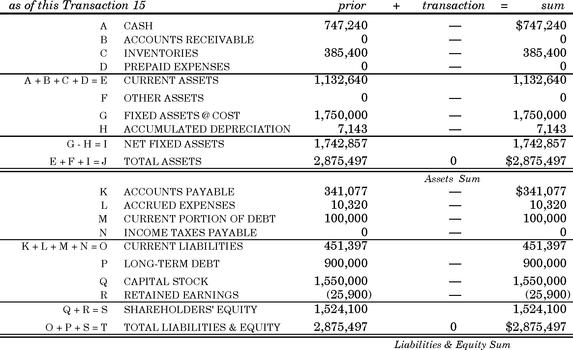 as of this Transaction 15 prior + transaction = sum
A CASH 747,240 — $747,240
B ACCOUNTS RECEIVABLE 0 — 0
C INVENTORIES 385,400 — 385,400
D PREPAID EXPENSES 0 — 0
A + B + C + D = E CURRENT ASSETS 1,132,640 1,132,640
F OTHER ASSETS 0 — 0
G FIXED ASSETS @ COST 1,750,000 — 1,750,000
H ACCUMULATED DEPRECIATION 7,143 — 7,143
G - H = I NET FIXED ASSETS 1,742,857 1,742,857
E + F + I = J TOTAL ASSETS 2,875,497 0 $2,875,497
Assets Sum
K ACCOUNTS PAYABLE 341,077 — $341,077
L ACCRUED EXPENSES 10,320 — 10,320
M CURRENT PORTION OF DEBT 100,000 — 100,000
N INCOME TAXES PAYABLE 0 — 0
K + L + M + N = O CURRENT LIABILITIES 451,397 451,397
P LONG-TERM DEBT 900,000 — 900,000
Q CAPITAL STOCK 1,550,000 — 1,550,000
R RETAINED EARNINGS (25,900) — (25,900)
Q + R = S SHAREHOLDERS' EQUITY 1,524,100 1,524,100
O + P + S = T TOTAL LIABILITIES & EQUITY 2,875,497 0 $2,875,497
Liabilities & Equity Sum